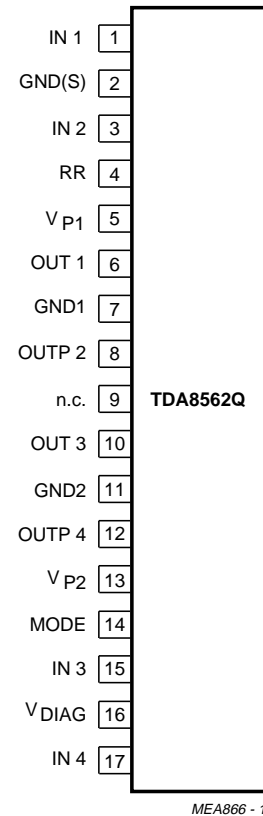 IN 1 1
GND(S) 2
IN 2 3
RR 4
V P1 5
OUT 1 6
GND1 7
OUTP 2 8
n.c. 9 TDA8562Q
OUT 3 10
GND2 11
OUTP 4 12
V P2 13
MODE 14
IN 3 15
V DIAG 16
IN 4 17
MEA866 - 1